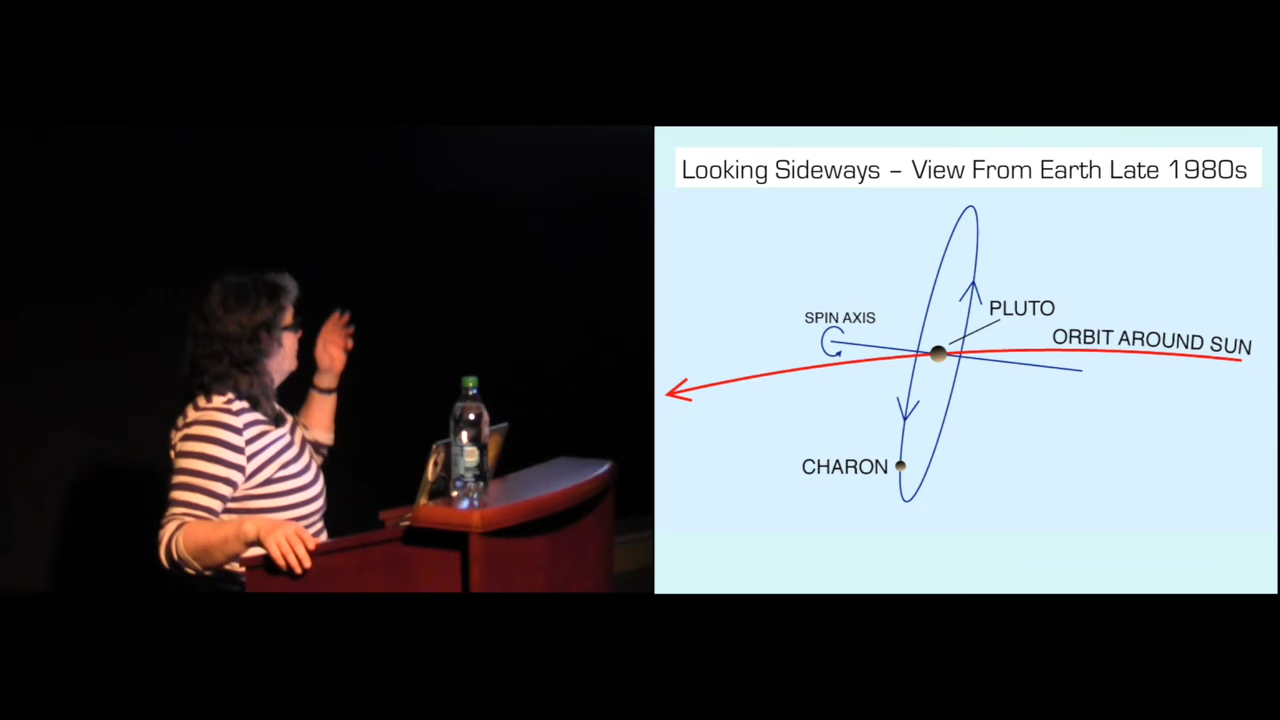 Looking Sideways – View From Earth Late 1980s
PLUTO
SPIN AXIS
ORBIT AROUND SUN
CHARON